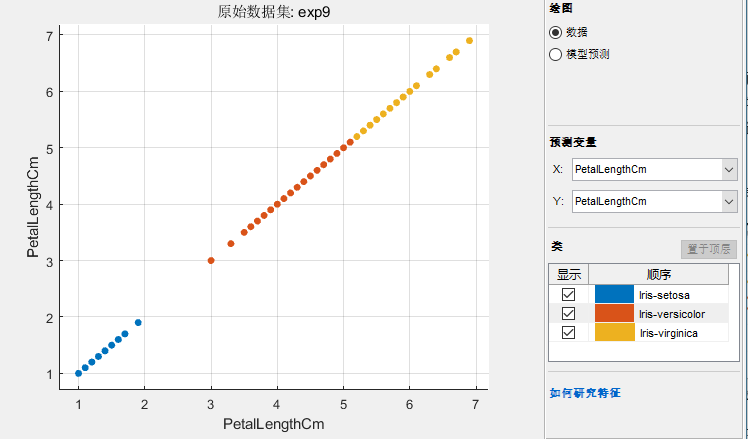 原始数据集: exp9
7
6
5
4
3
2
1
1 2 3 4 5 6 7
PetalLengthCm
PetalLengthCm
绘图
数据
模型预测
预测变量
X: PetalLengthCm
Y: PetalLengthCm
类
置于顶层
显示 顺序
Iris-setosa
Iris-versicolor
Iris-virginica
如何研究特征